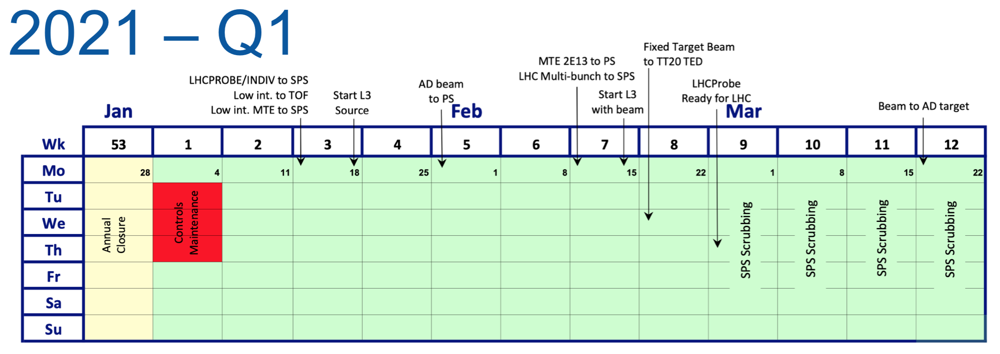 2021 – Q1
Fixed Target Beam
to TT20 TED
MTE 2E13 to PS
LHC Multi-bunch to SPS
LHCPROBE/INDIV to SPS
Low int. to TOF
Low int. MTE to SPS
Start L3
Source
AD beam
to PS
Start L3
with beam
LHCProbe
Ready for LHC
Beam to AD target
Jan Feb Mar
Wk 53 1 2 3 4 5 6 7 8 9 10 11 12
Mo 28 4 11 18 25 1 8 15 22 1 8 15 22
Tu
We
Th
Fr
Sa
Su
Annual
Closure
Controls
Maintenance
SPS Scrubbing
SPS Scrubbing
SPS Scrubbing
SPS Scrubbing